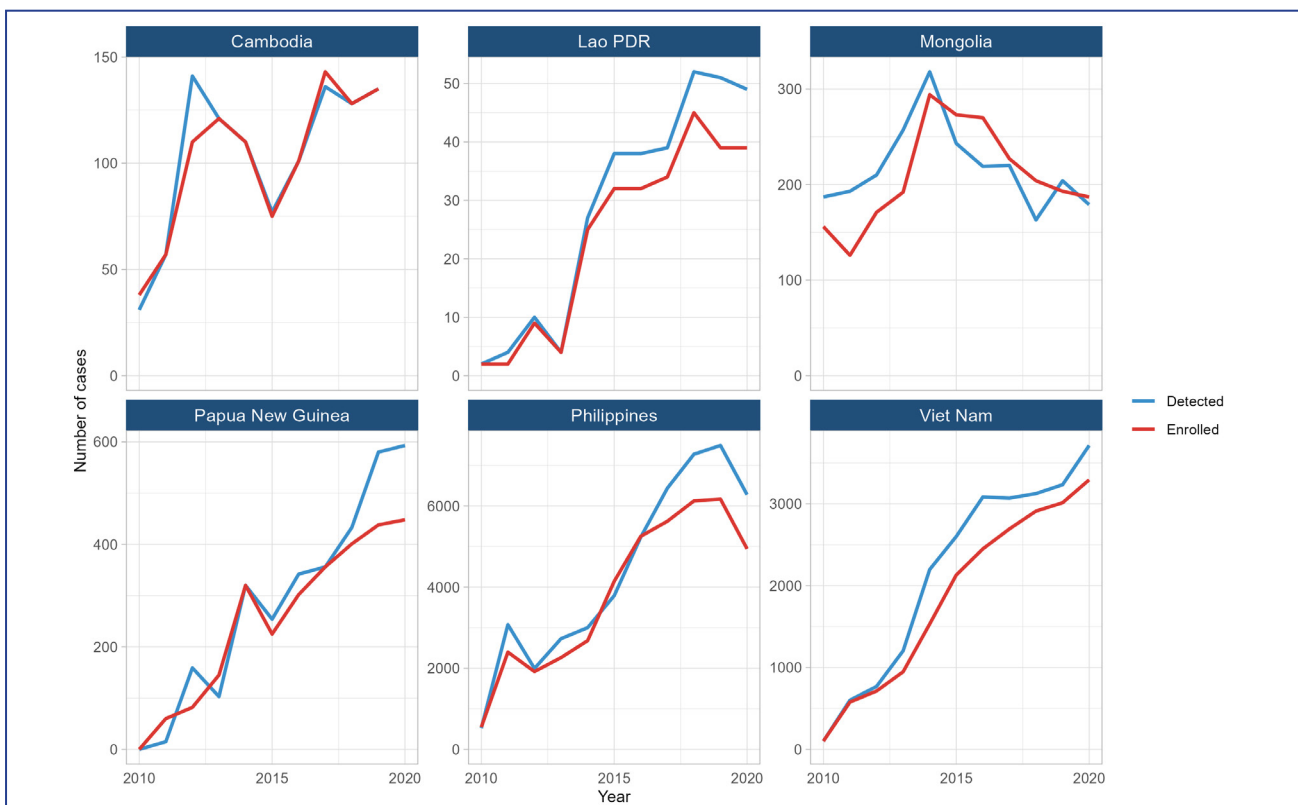 Cambodia
Lao PDR
Mongolia
150
100
50
0
50
40
30
20
10
0
300
200
100
0
Number of cases
Papua New Guinea
Philippines
Viet Nam
600
400
200
0
6000
4000
2000
0
3000
2000
1000
0
2010 2015 2020
2010 2015 2020
2010 2015 2020
Year
Detected
Enrolled